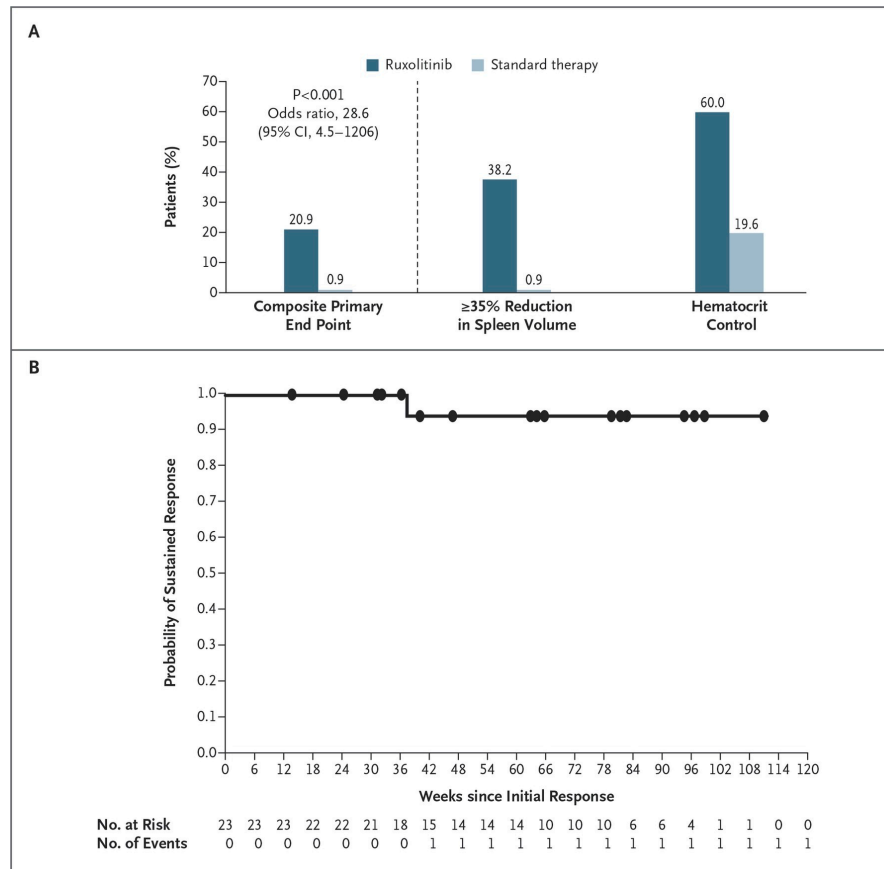 A
Ruxolitinib Standard therapy
70
60
50
40
30
20
10
0
Patients (%)
P<0.001
Odds ratio, 28.6
(95% CI, 4.5–1206)
20.9
0.9
38.2
0.9
60.0
19.6
Composite Primary
End Point
≥35% Reduction
in Spleen Volume
Hematocrit
Control
B
1.0
0.9
0.8
0.7
0.6
0.5
0.4
0.3
0.2
0.1
0.0
Probability of Sustained Response
0 6 12 18 24 30 36 42 48 54 60 66 72 78 84 90 96 102 108 114 120
Weeks since Initial Response
No. at Risk 23 23 23 22 22 21 18 15 14 14 14 10 10 10 6 6 4 1 1 0 0
No. of Events 0 0 0 0 0 0 0 1 1 1 1 1 1 1 1 1 1 1 1 1 1